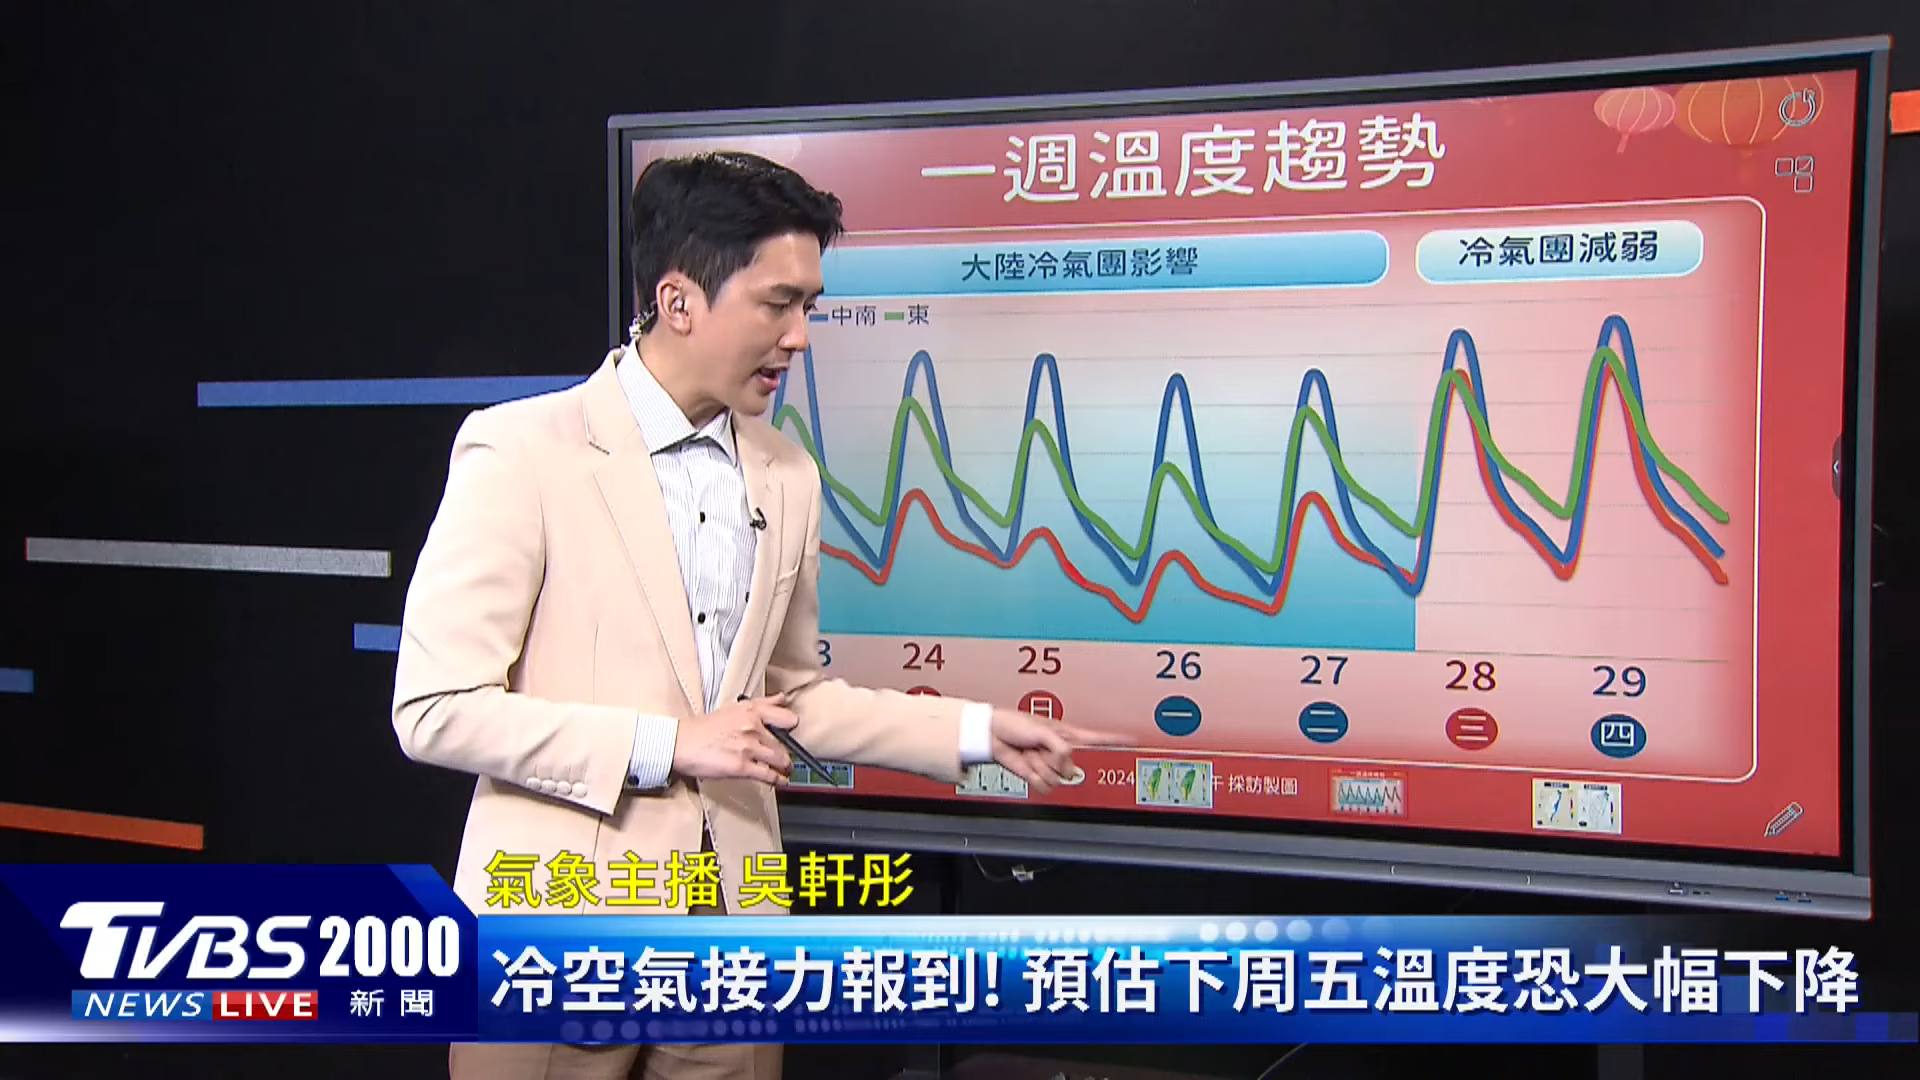 一週溫度趨勢
大陸冷氣團影響
冷氣團減弱
中南 東
24 25 26 27 28 29
日 一 二 三 四
2024
午 採訪製圖
氣象主播 吳軒彤
TVBS 2000
NEWS LIVE 新聞
冷空氣接力報到! 預估下周五溫度恐大幅下降